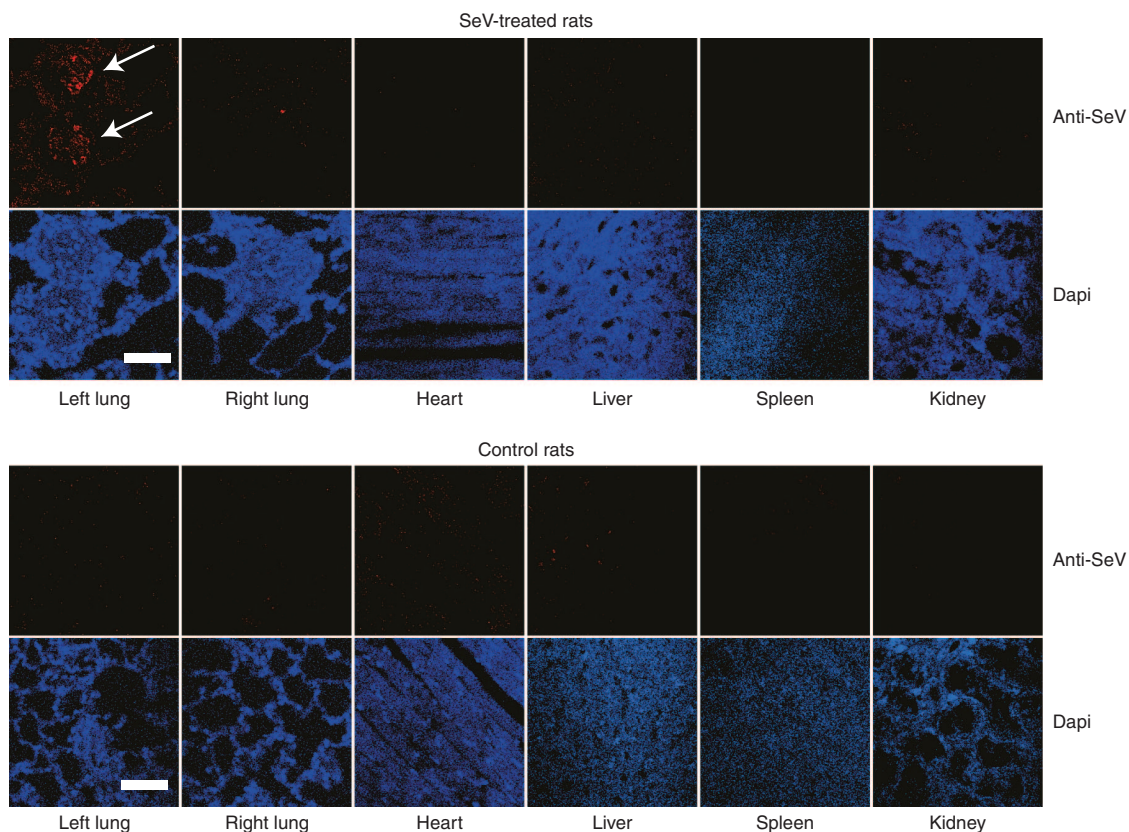 SeV-treated rats
Anti-SeV
Dapi
Left lung Right lung Heart Liver Spleen Kidney
Control rats
Anti-SeV
Dapi
Left lung Right lung Heart Liver Spleen Kidney